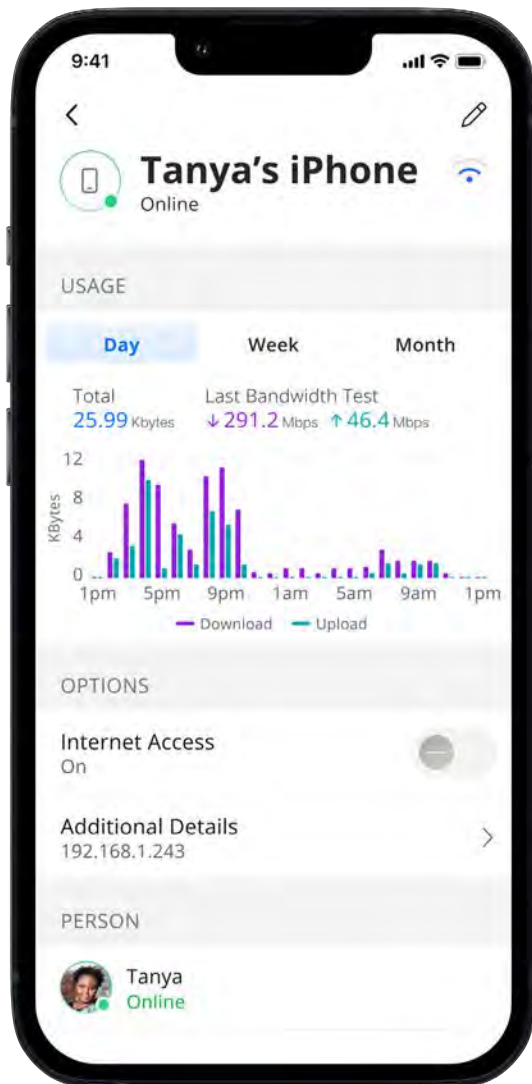 9:41
Tanya's iPhone
Online
USAGE
Day Week Month
Total Last Bandwidth Test
25.99 Kbytes ↓ 291.2 Mbps ↑ 46.4 Mbps
KBytes
12
8
4
0
1pm 5pm 9pm 1am 5am 9am 1pm
Download Upload
OPTIONS
Internet Access
On
Additional Details
192.168.1.243
PERSON
Tanya
Online